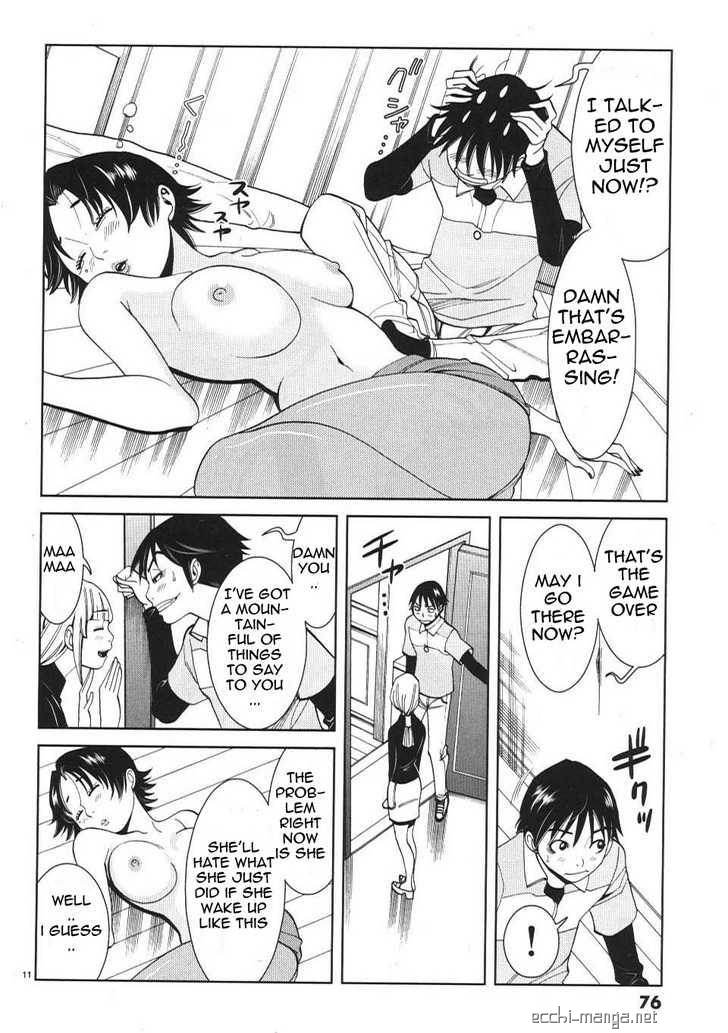 I TALK-
ED TO
MYSELF
JUST
NOW!?
グシャ…
DAMN
THAT'S
EMBAR-
RAS-
SING!
く〜…
スヤスヤ
THAT'S
THE
GAME
OVER
MAY I
GO
THERE
NOW?
ギクッ
!
チャ…
DAMN
YOU
..
I'VE GOT
A MOUN-
TAIN-
FUL OF
THINGS
TO SAY
TO YOU
...
MAA
MAA
THE
PROB-
LEM
RIGHT
NOW
IS SHE
SHE'LL
HATE WHAT
SHE JUST
DID IF SHE
WAKE UP
LIKE THIS
WELL
..
I GUESS
11
76
ecchi-manga.net